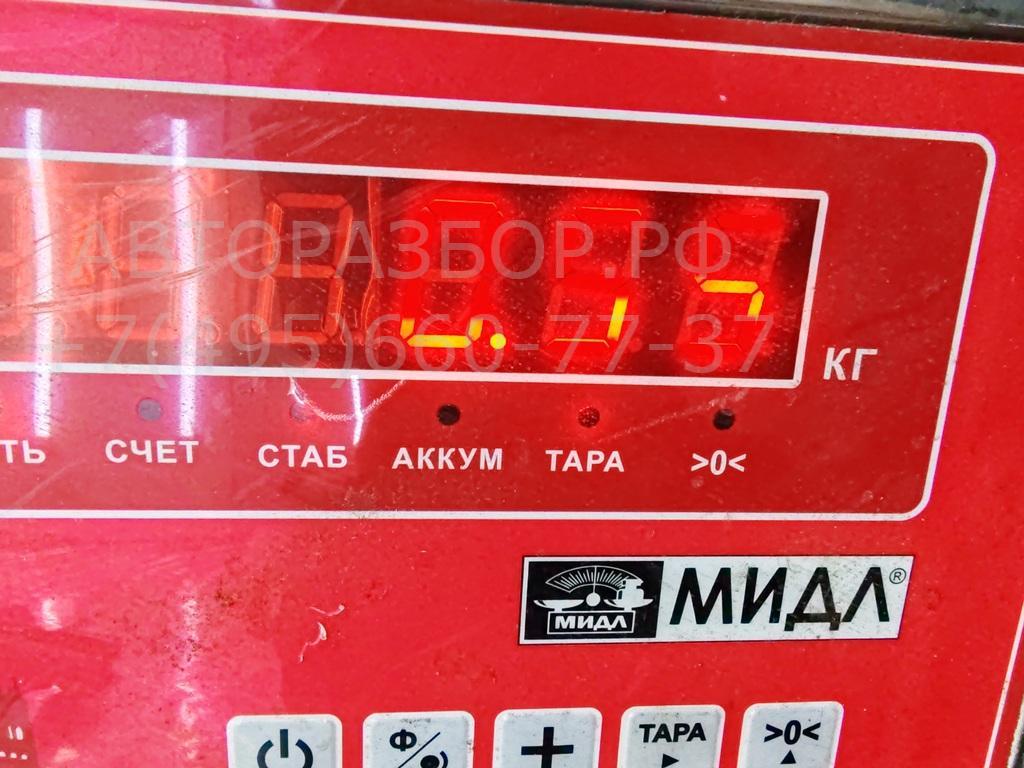 АВТОРАЗБОР.РФ
+7(495)660-77-37
КГ
СЧЕТ СТАБ АККУМ ТАРА >0<
МИДЛ МИДЛ®
Ф + ТАРА >0<